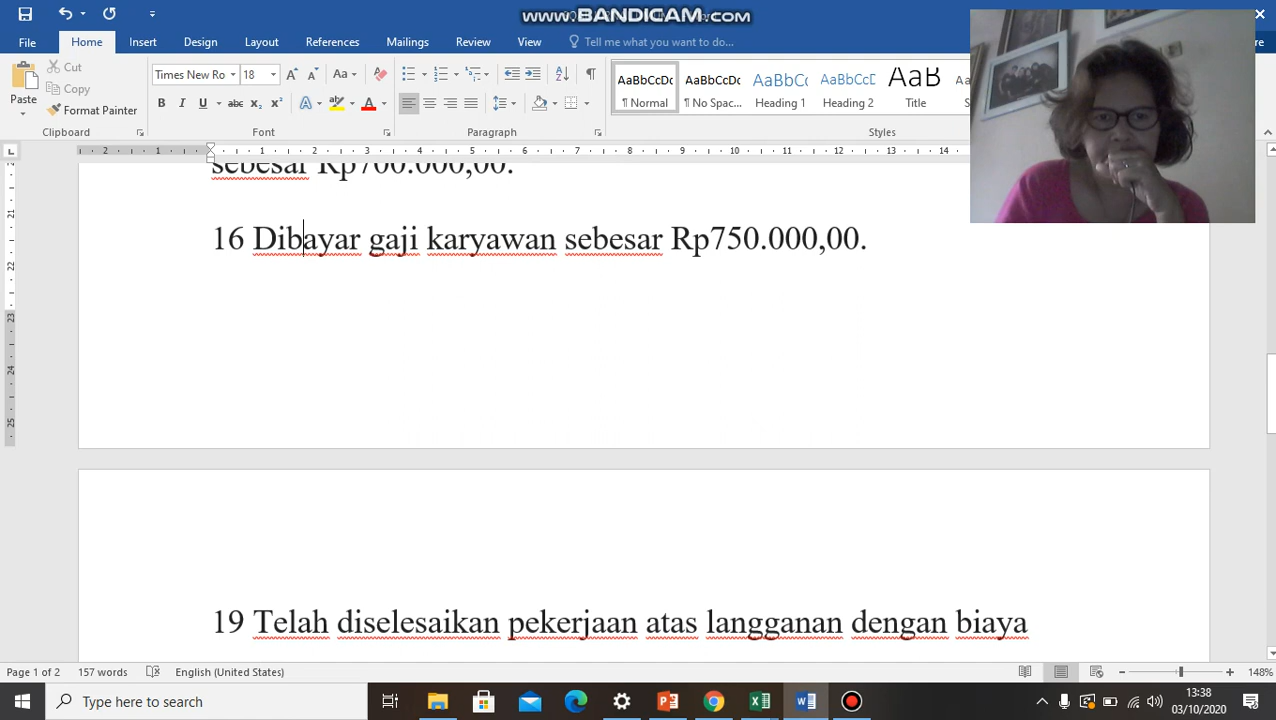 www.BANDICAM.com
File Home Insert Design Layout References Mailings Review View Tell me what you want to do...
Cut
Copy
Format Painter
Paste
Clipboard
Times New Ro 18
Font
Paragraph
AaBbCcDc AaBbCcDc AaBbCc AaBbCcD AaB
¶ Normal ¶ No Spac... Heading 1 Heading 2 Title
Styles
sebesar Rp700.000,00.
16 Dibayar gaji karyawan sebesar Rp750.000,00.
19 Telah diselesaikan pekerjaan atas langganan dengan biaya
Page 1 of 2 157 words English (United States) 148%
Type here to search
13:38
03/10/2020